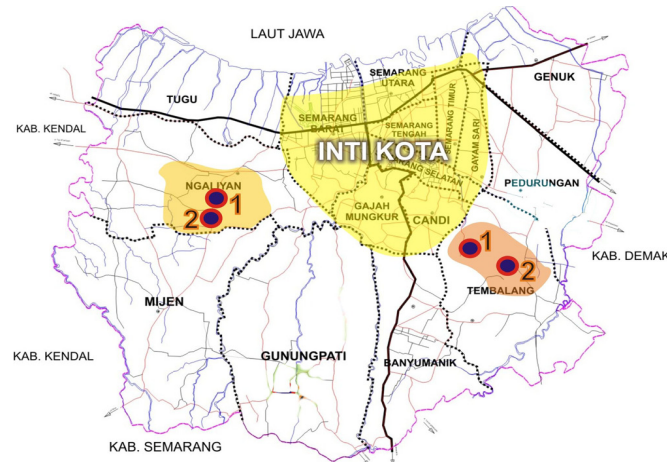 LAUT JAWA
SEMARANG
UTARA
GENUK
TUGU
SEMARANG
BARAT
KAB. KENDAL
SEMARANG
TENGAH
SEMARANG TIMUR
GAYAM SARI
INTI KOTA
SEMARANG SELATAN
NGALIYAN
PEDURUNGAN
1
2
GAJAH
MUNGKUR
CANDI
1
KAB. DEMAK
2
TEMBALANG
MIJEN
KAB. KENDAL
GUNUNGPATI
BANYUMANIK
KAB. SEMARANG